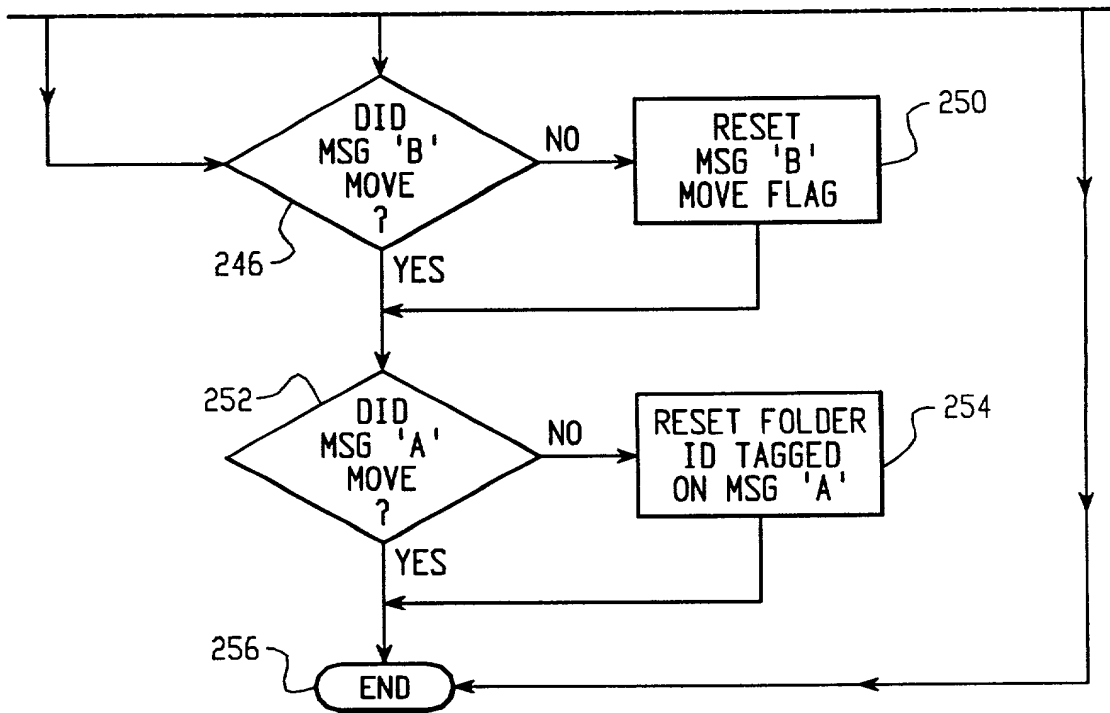 DID
MSG 'B'
MOVE
?
NO
RESET
MSG 'B'
MOVE FLAG
250
246
YES
252
DID
MSG 'A'
MOVE
?
NO
RESET FOLDER
ID TAGGED
ON MSG 'A'
254
YES
256
END